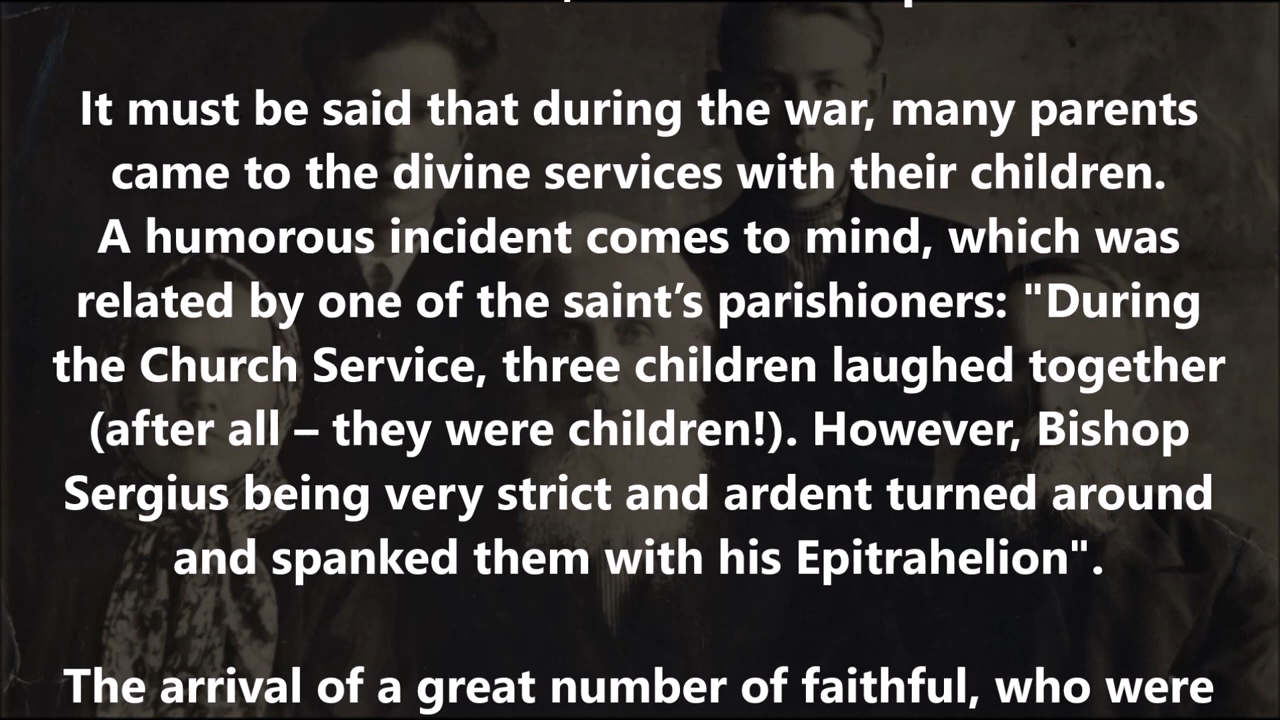 It must be said that during the war, many parents
came to the divine services with their children.
A humorous incident comes to mind, which was
related by one of the saint’s parishioners: "During
the Church Service, three children laughed together
(after all – they were children!). However, Bishop
Sergius being very strict and ardent turned around
and spanked them with his Epitrahelion".
The arrival of a great number of faithful, who were